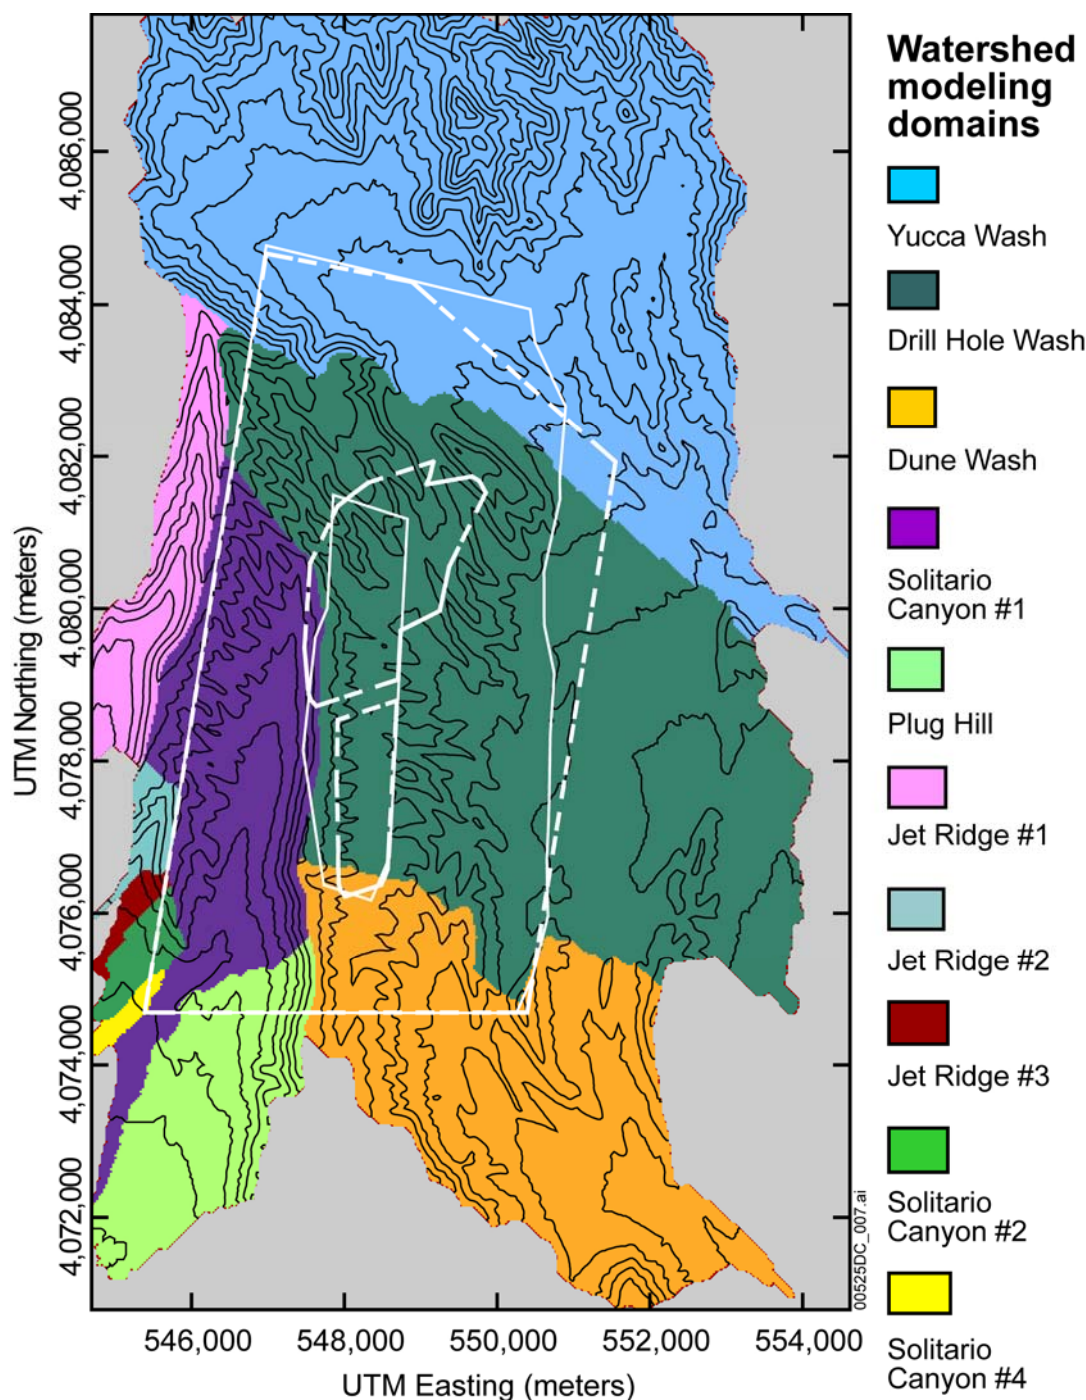 Watershed
modeling
domains
Yucca Wash
Drill Hole Wash
Dune Wash
Solitario
Canyon #1
Plug Hill
Jet Ridge #1
Jet Ridge #2
Jet Ridge #3
Solitario
Canyon #2
Solitario
Canyon #4
UTM Northing (meters)
4,086,000
4,084,000
4,082,000
4,080,000
4,078,000
4,076,000
4,074,000
4,072,000
00525DC_007.ai
546,000
548,000
550,000
552,000
554,000
UTM Easting (meters)